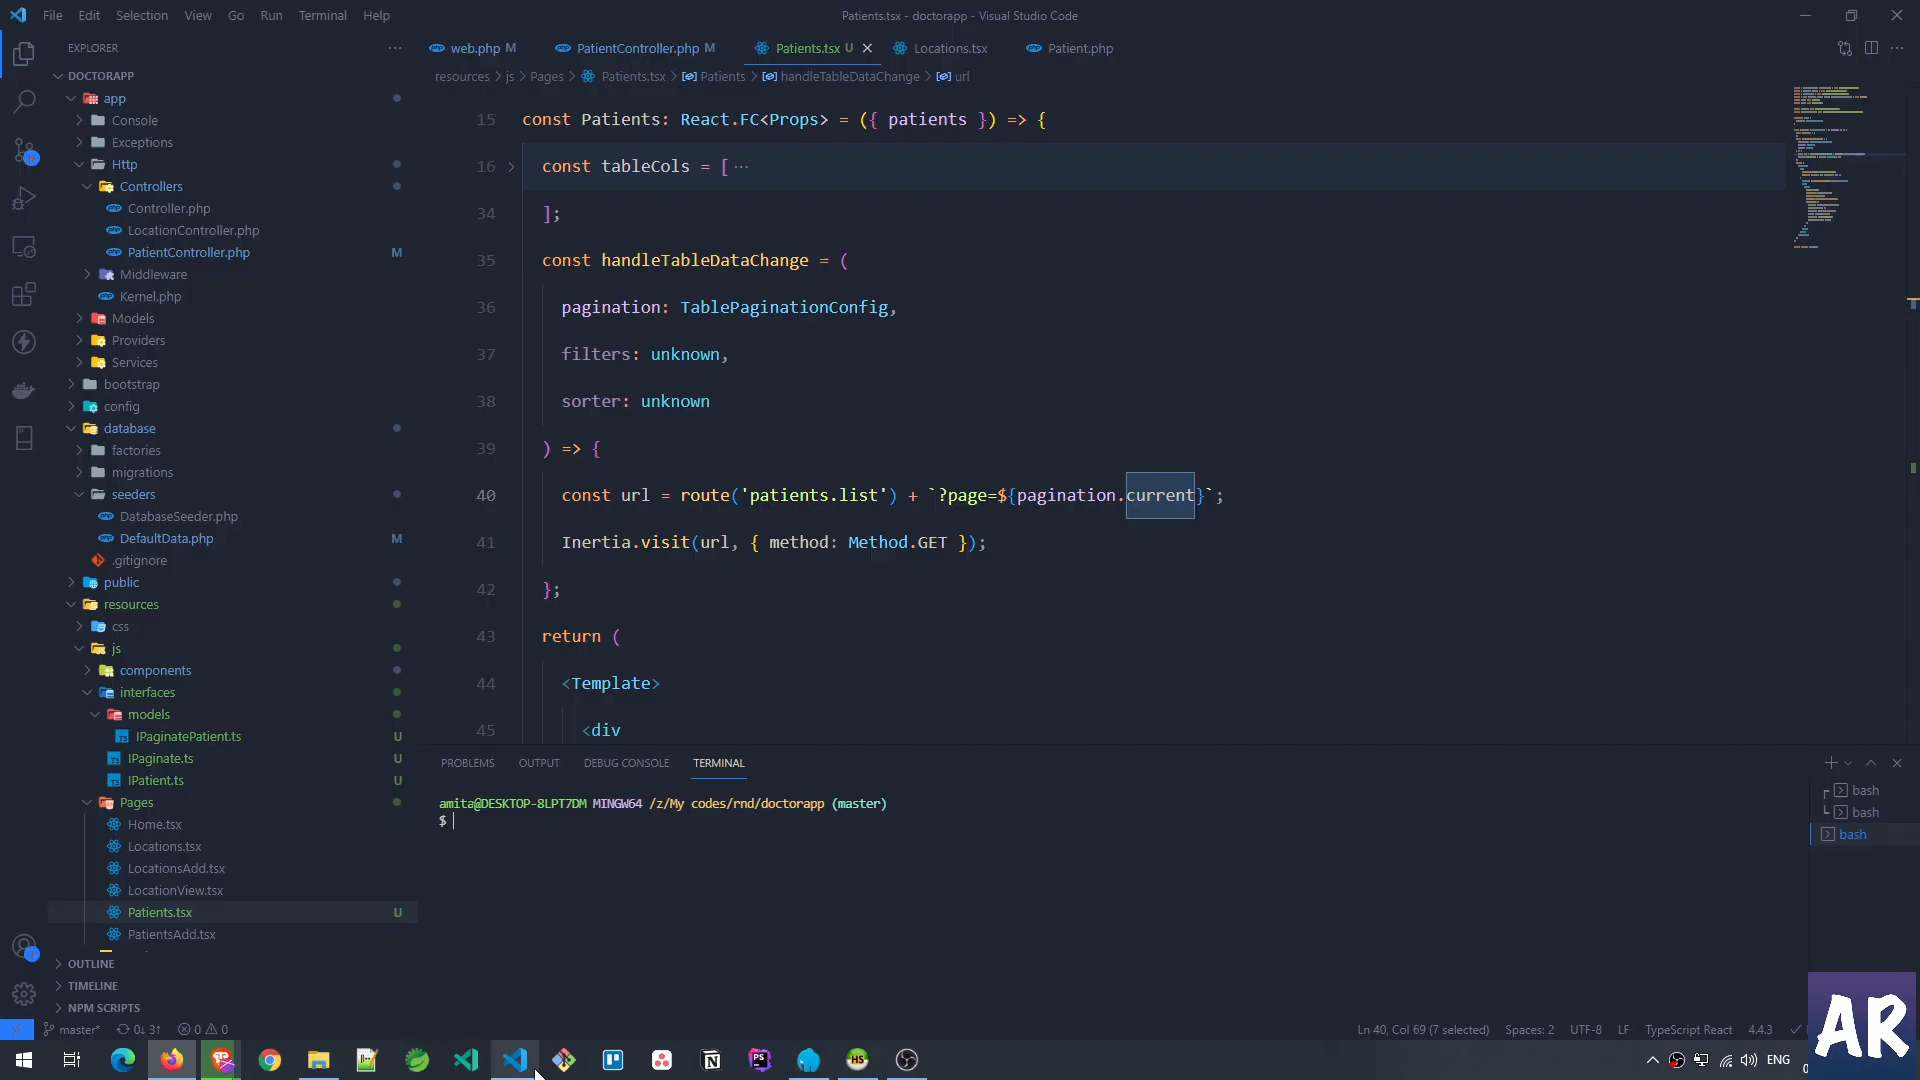 File Edit Selection View Go Run Terminal Help
Patients.tsx - doctorapp - Visual Studio Code
EXPLORER
DOCTORAPP
app
Console
Exceptions
Http
Controllers
Controller.php
LocationController.php
PatientController.php M
Middleware
Kernel.php
Models
Providers
Services
bootstrap
config
database
factories
migrations
seeders
DatabaseSeeder.php
DefaultData.php M
.gitignore
public
resources
css
js
components
interfaces
models
IPaginatePatient.ts U
IPaginate.ts U
IPatient.ts U
Pages
Home.tsx
Locations.tsx
LocationsAdd.tsx
LocationView.tsx
Patients.tsx U
PatientsAdd.tsx
OUTLINE
TIMELINE
NPM SCRIPTS
web.php M PatientController.php M Patients.tsx U Locations.tsx Patient.php
resources > js > Pages > Patients.tsx > Patients > handleTableDataChange > url
15 const Patients: React.FC<Props> = ({ patients }) => {
16 const tableCols = [ ···
34 ];
35 const handleTableDataChange = (
36 pagination: TablePaginationConfig,
37 filters: unknown,
38 sorter: unknown
39 ) => {
40 const url = route('patients.list') + `?page=${pagination.current}`;
41 Inertia.visit(url, { method: Method.GET });
42 };
43 return (
44 <Template>
45 <div
PROBLEMS OUTPUT DEBUG CONSOLE TERMINAL
amita@DESKTOP-8LPT7DM MINGW64 /z/My codes/rnd/doctorapp (master)
$
bash
bash
bash
master* 0↓ 3↑ 0 0
Ln 40, Col 69 (7 selected) Spaces: 2 UTF-8 LF TypeScript React 4.4.3
AR
ENG